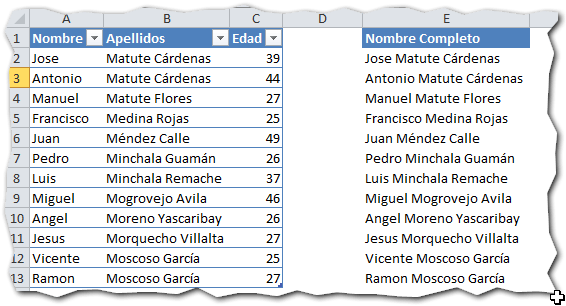 A B C D E
1 Nombre Apellidos Edad Nombre Completo
2 Jose Matute Cárdenas 39 Jose Matute Cárdenas
3 Antonio Matute Cárdenas 44 Antonio Matute Cárdenas
4 Manuel Matute Flores 27 Manuel Matute Flores
5 Francisco Medina Rojas 25 Francisco Medina Rojas
6 Juan Méndez Calle 49 Juan Méndez Calle
7 Pedro Minchala Guamán 26 Pedro Minchala Guamán
8 Luis Minchala Remache 37 Luis Minchala Remache
9 Miguel Mogrovejo Avila 46 Miguel Mogrovejo Avila
10 Angel Moreno Yascaribay 26 Angel Moreno Yascaribay
11 Jesus Morquecho Villalta 27 Jesus Morquecho Villalta
12 Vicente Moscoso García 25 Vicente Moscoso García
13 Ramon Moscoso García 27 Ramon Moscoso García